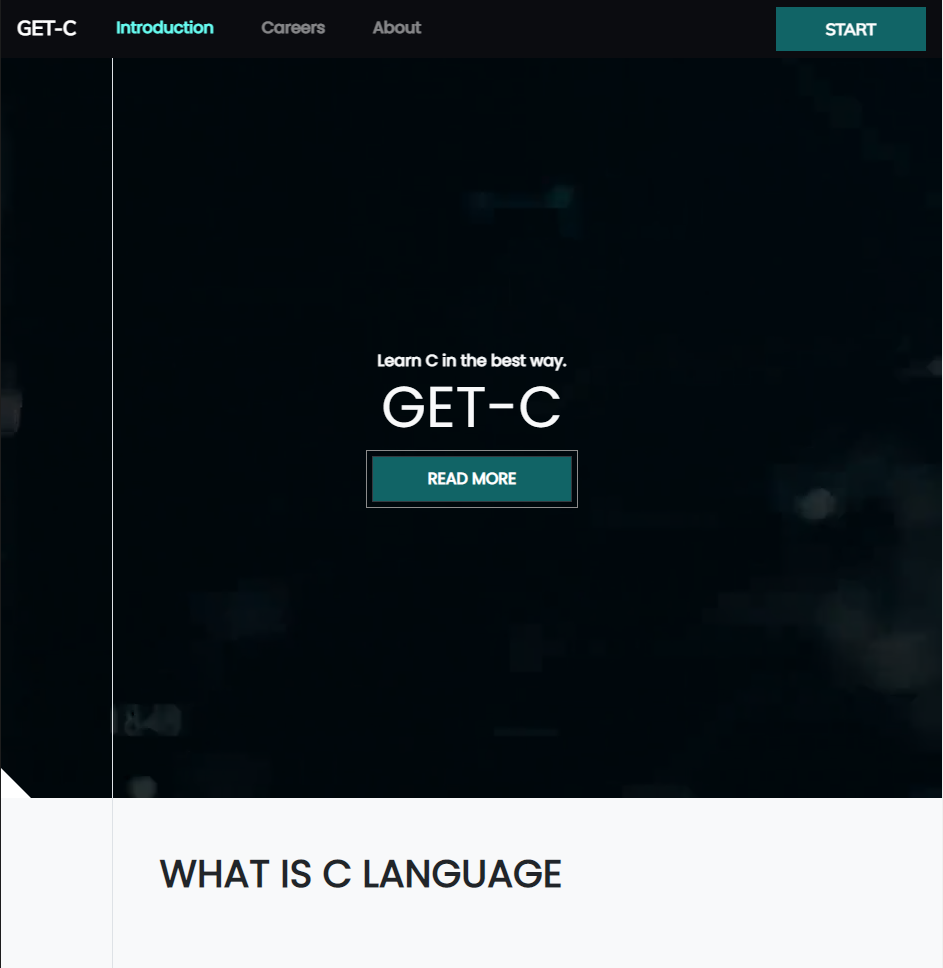 GET-C Introduction Careers About START
Learn C in the best way.
GET-C
READ MORE
WHAT IS C LANGUAGE